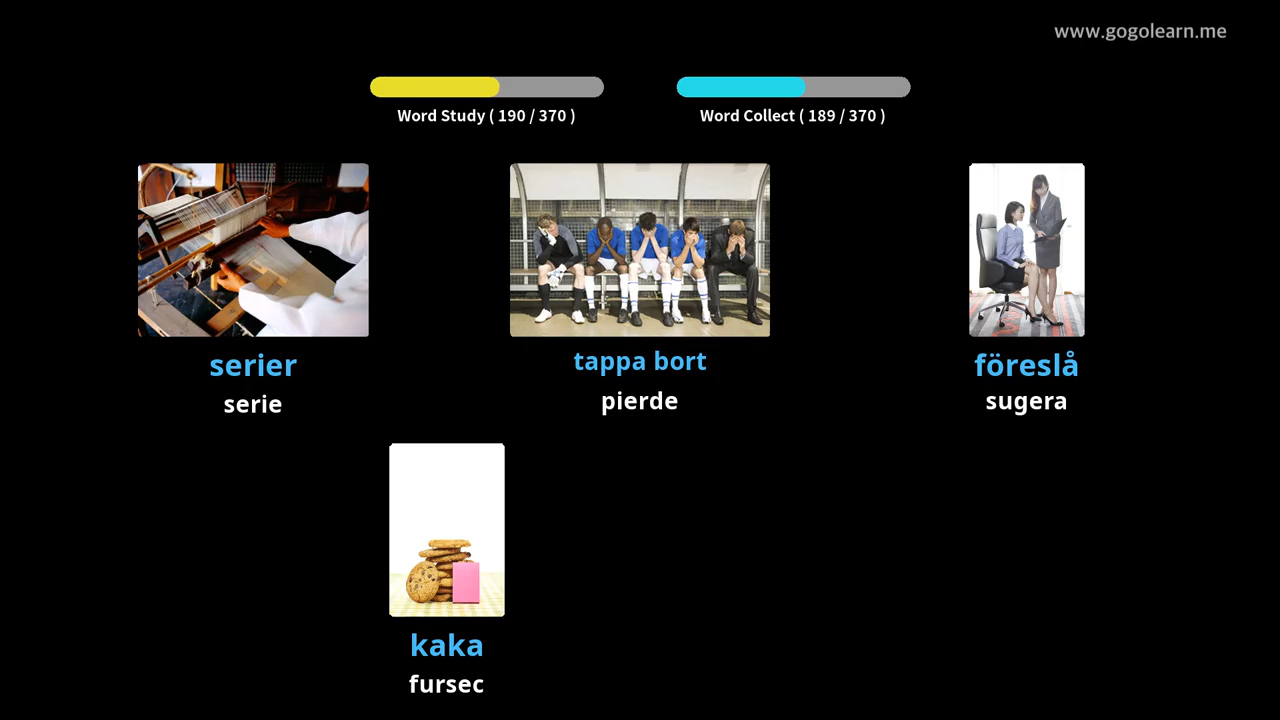 www.gogolearn.me
Word Study ( 190 / 370 )
Word Collect ( 189 / 370 )
serier
serie
tappa bort
pierde
föreslå
sugera
kaka
fursec